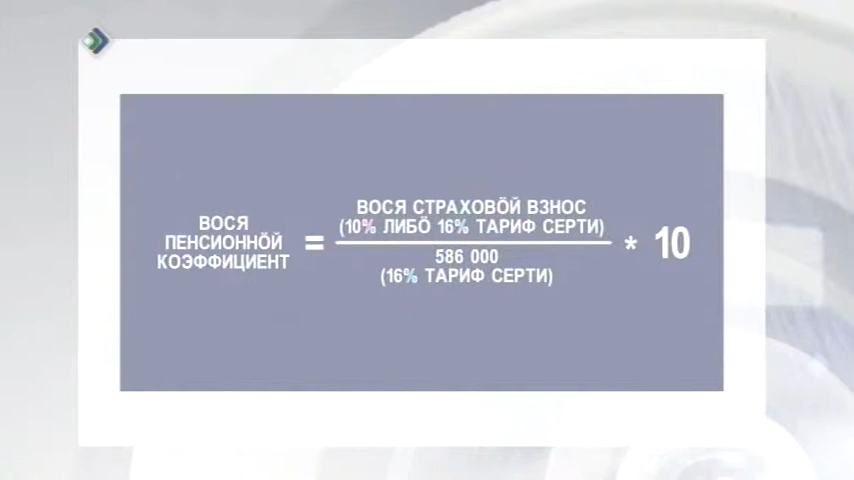 ВОСЯ
ПЕНСИОННӦЙ
КОЭФФИЦИЕНТ
=
ВОСЯ СТРАХОВӦЙ ВЗНОС
(10% ЛИБӦ 16% ТАРИФ СЕРТИ)
586 000
(16% ТАРИФ СЕРТИ)
* 10